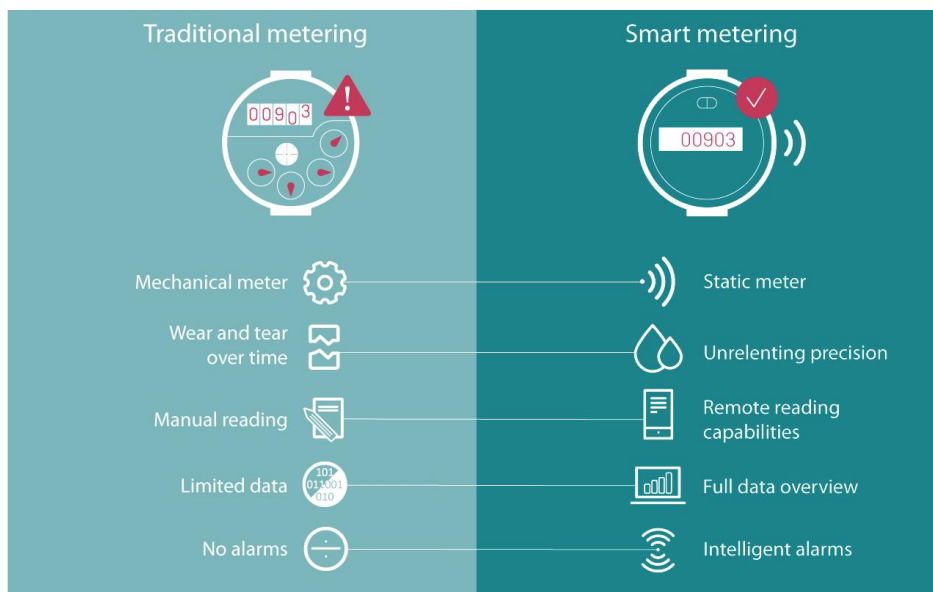 Traditional metering
Smart metering
00903
00903
Mechanical meter
Static meter
Wear and tear
over time
Unrelenting precision
Manual reading
Remote reading
capabilities
Limited data
101
011001
010
Full data overview
No alarms
Intelligent alarms